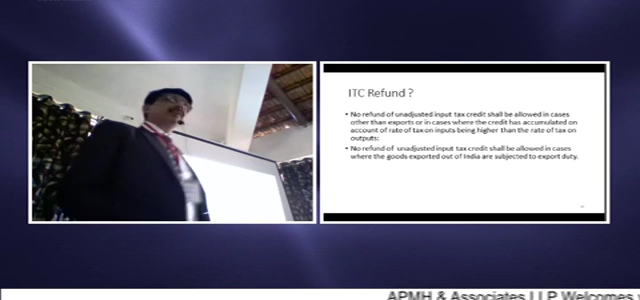 ITC Refund ?
• No refund of unadjusted input tax credit shall be allowed in cases
other than exports or in cases where the credit has accumulated on
account of rate of tax on inputs being higher than the rate of tax on
outputs:
• No refund of unadjusted input tax credit shall be allowed in cases
where the goods exported out of India are subjected to export duty.
APMH & Associates LLP Welcomes